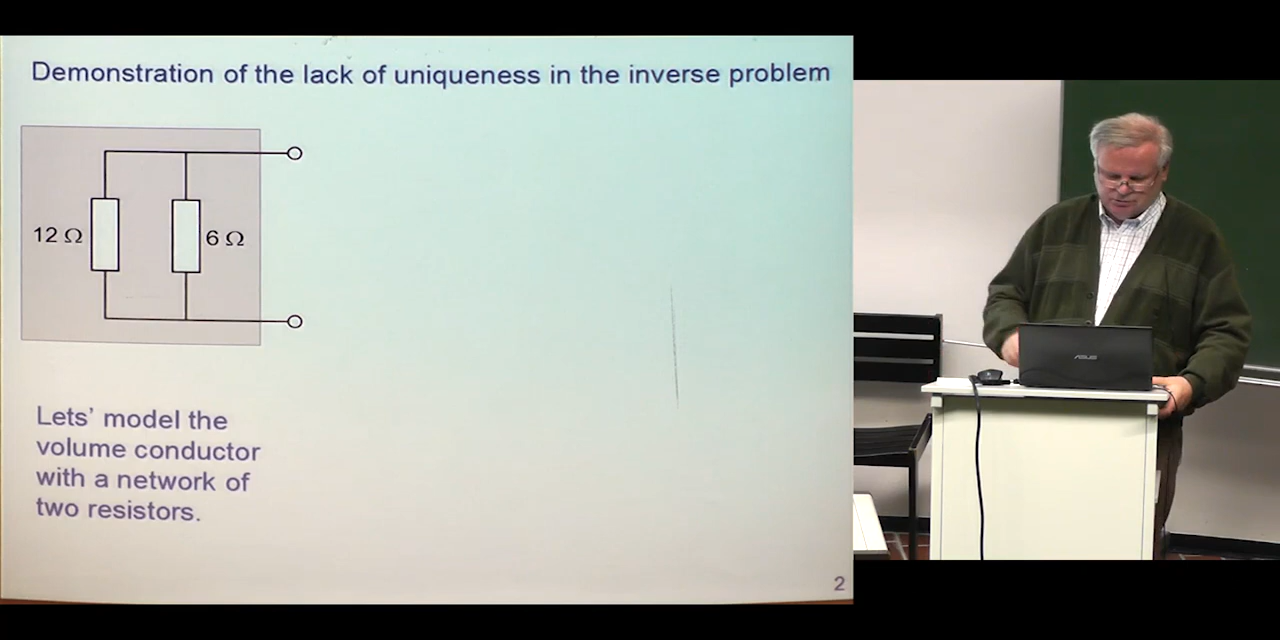 Demonstration of the lack of uniqueness in the inverse problem
12 Ω
6 Ω
Lets' model the
volume conductor
with a network of
two resistors.
2
ASUS